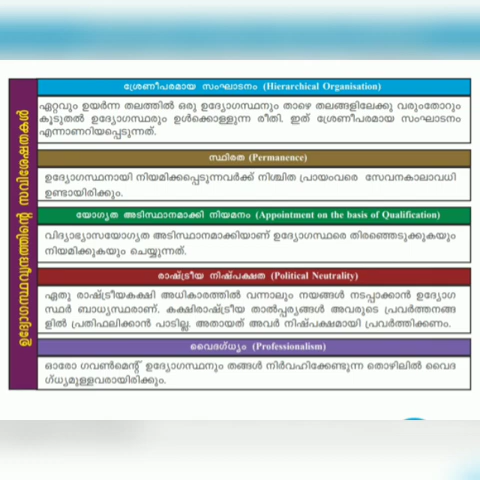 ഉദ്യോഗസ്ഥവൃന്ദത്തിന്റെ സവിശേഷതകൾ
ശ്രേണീപരമായ സംഘാടനം (Hierarchical Organisation)
ഏറ്റവും ഉയർന്ന തലത്തിൽ ഒരു ഉദ്യോഗസ്ഥനും താഴെ തലങ്ങളിലേക്കു വരുംതോറും
കൂടുതൽ ഉദ്യോഗസ്ഥരും ഉൾക്കൊള്ളുന്ന രീതി. ഇത് ശ്രേണീപരമായ സംഘാടനം
എന്നാണറിയപ്പെടുന്നത്.
സ്ഥിരത (Permanence)
ഉദ്യോഗസ്ഥനായി നിയമിക്കപ്പെടുന്നവർക്ക് നിശ്ചിത പ്രായംവരെ സേവനകാലാവധി
ഉണ്ടായിരിക്കും.
യോഗ്യത അടിസ്ഥാനമാക്കി നിയമനം (Appointment on the basis of Qualification)
വിദ്യാഭ്യാസയോഗ്യത അടിസ്ഥാനമാക്കിയാണ് ഉദ്യോഗസ്ഥരെ തിരഞ്ഞെടുക്കുകയും
നിയമിക്കുകയും ചെയ്യുന്നത്.
രാഷ്ട്രീയ നിഷ്പക്ഷത (Political Neutrality)
ഏതു രാഷ്ട്രീയകക്ഷി അധികാരത്തിൽ വന്നാലും നയങ്ങൾ നടപ്പാക്കാൻ ഉദ്യോഗ
സ്ഥർ ബാധ്യസ്ഥരാണ്. കക്ഷിരാഷ്ട്രീയ താൽപ്പര്യങ്ങൾ അവരുടെ പ്രവർത്തനങ്ങ
ളിൽ പ്രതിഫലിക്കാൻ പാടില്ല. അതായത് അവർ നിഷ്പക്ഷമായി പ്രവർത്തിക്കണം.
വൈദഗ്ധ്യം (Professionalism)
ഓരോ ഗവൺമെന്റ് ഉദ്യോഗസ്ഥനും തങ്ങൾ നിർവഹിക്കേണ്ടുന്ന തൊഴിലിൽ വൈദ
ഗ്ധ്യമുള്ളവരായിരിക്കും.